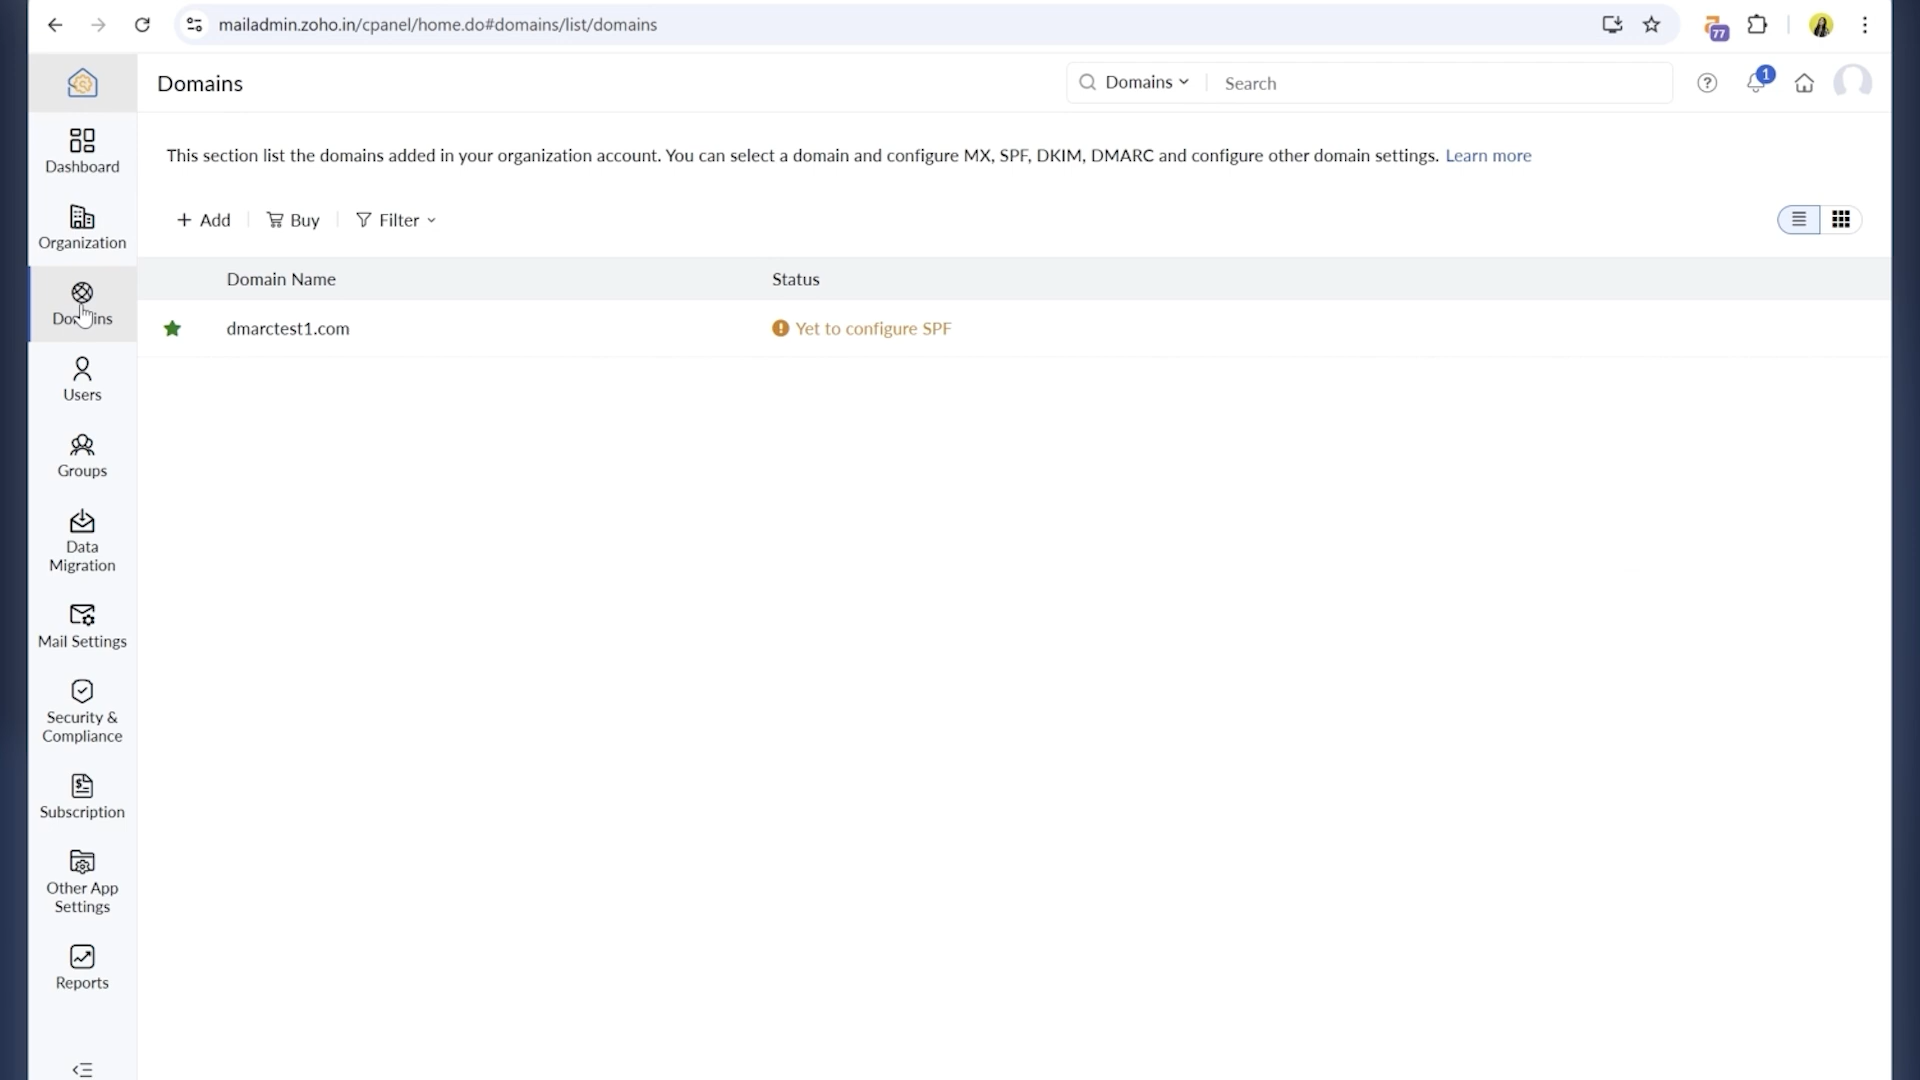 mailadmin.zoho.in/cpanel/home.do#domains/list/domains
77
Domains
Domains
Search
1
This section list the domains added in your organization account. You can select a domain and configure MX, SPF, DKIM, DMARC and configure other domain settings. Learn more
Add
Buy
Filter
Domain Name
Status
dmarctest1.com
Yet to configure SPF
Dashboard
Organization
Domains
Users
Groups
Data
Migration
Mail Settings
Security &
Compliance
Subscription
Other App
Settings
Reports